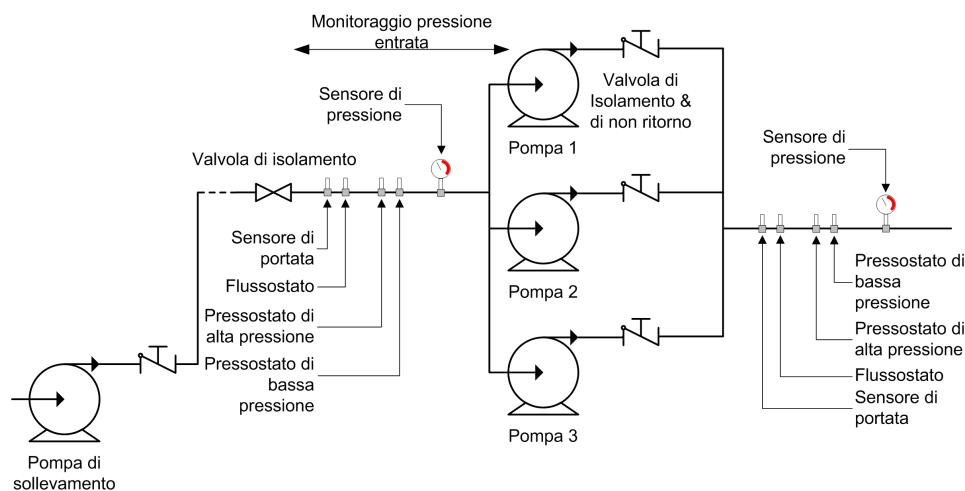 Monitoraggio pressione
entrata
Sensore di
pressione
Valvola di isolamento
Sensore di
portata
Flussostato
Pressostato di
alta pressione
Pressostato di
bassa
pressione
Pompa di
sollevamento
Pompa 1
Valvola di
Isolamento &
di non ritorno
Pompa 2
Pompa 3
Sensore di
pressione
Pressostato di
bassa
pressione
Pressostato di
alta pressione
Flussostato
Sensore di
portata